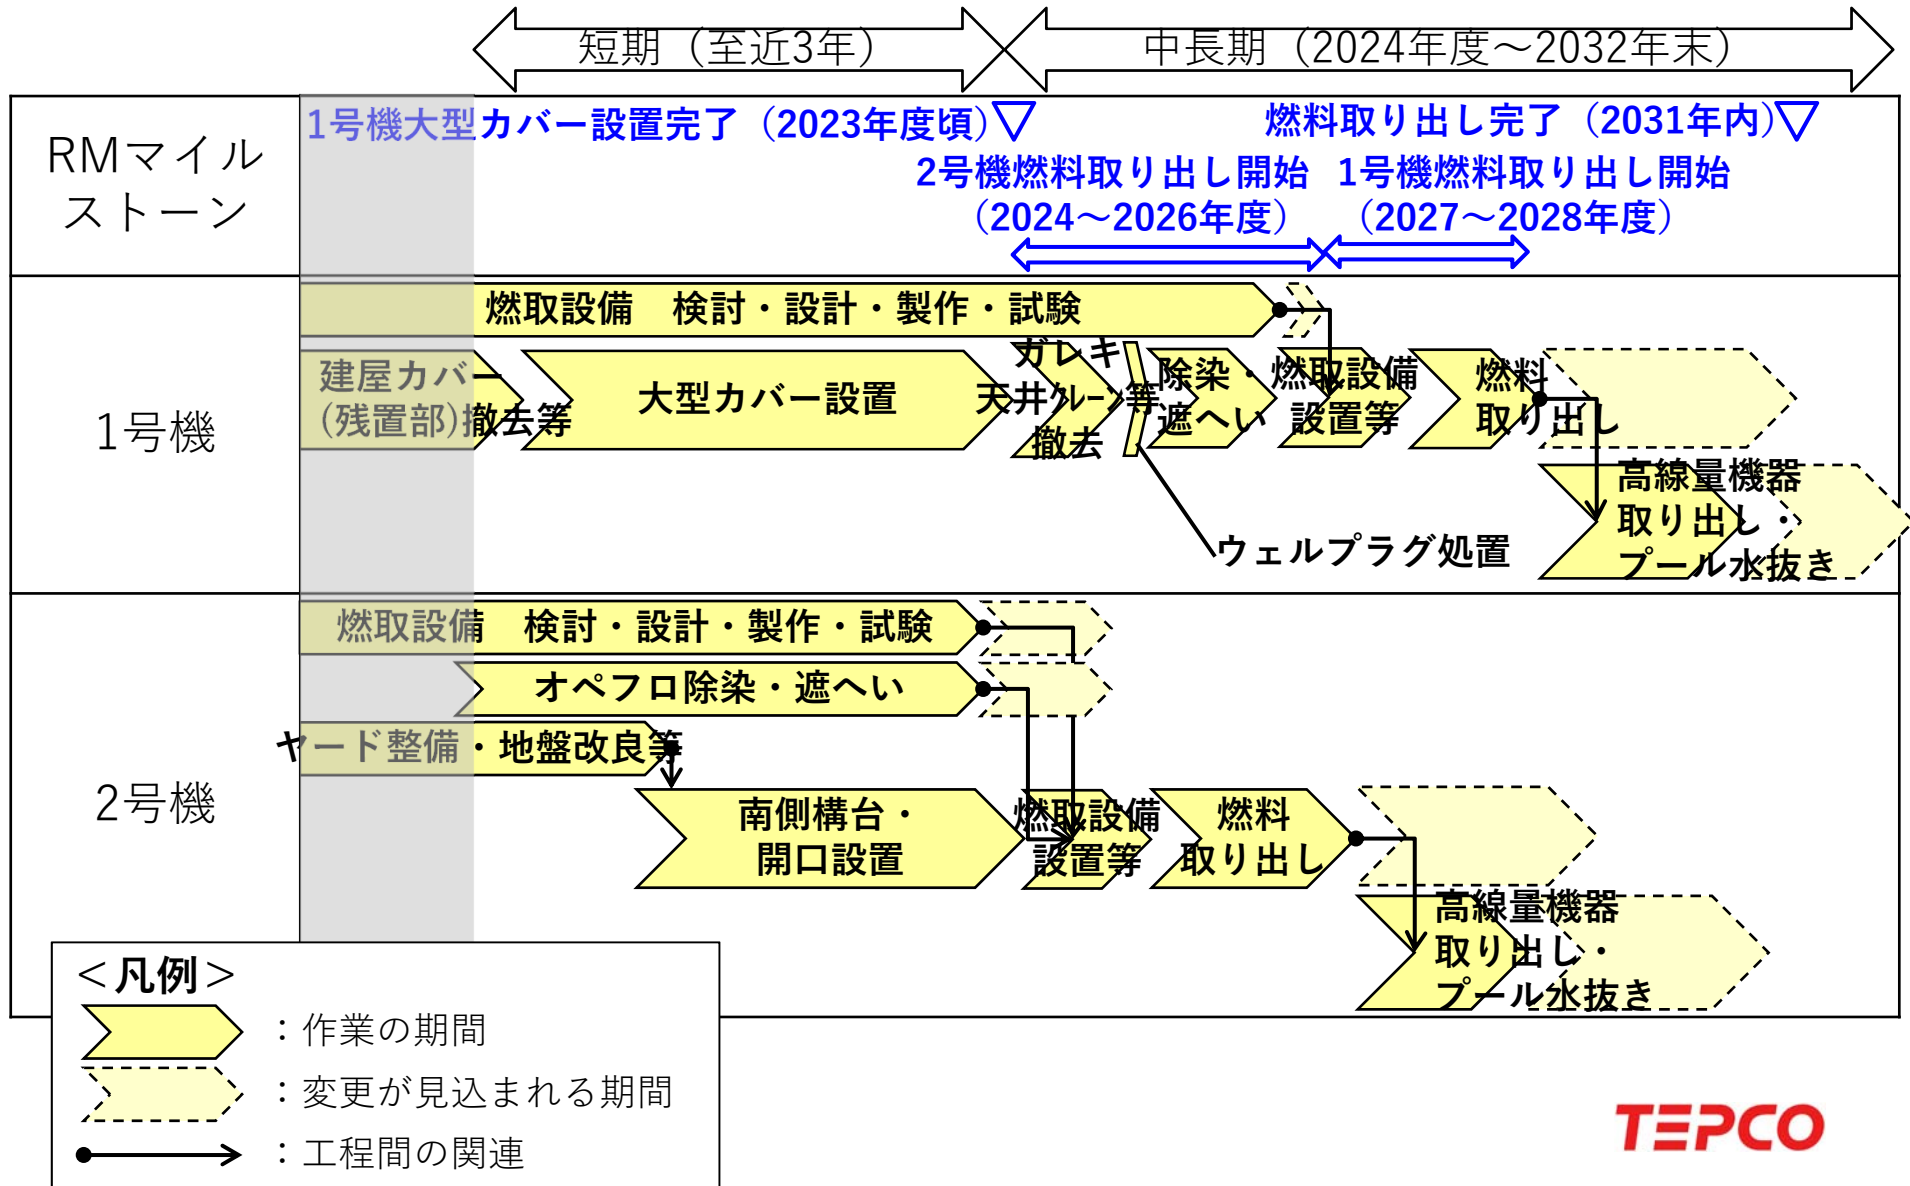 短期（至近3年）
中長期（2024年度～2032年末）
RMマイル
ストーン
1号機大型カバー設置完了（2023年度頃）
燃料取り出し完了（2031年内）
2号機燃料取り出し開始
（2024～2026年度）
1号機燃料取り出し開始
（2027～2028年度）
1号機
燃取設備　検討・設計・製作・試験
建屋カバー
(残置部)撤去等
大型カバー設置
ガレキ
天井クレーン等
撤去
除染・
遮へい
燃取設備
設置等
燃料
取り出し
高線量機器
取り出し・
プール水抜き
ウェルプラグ処置
2号機
燃取設備　検討・設計・製作・試験
オペフロ除染・遮へい
ヤード整備・地盤改良等
南側構台・
開口設置
燃取設備
設置等
燃料
取り出し
高線量機器
取り出し・
プール水抜き
＜凡例＞
：作業の期間
：変更が見込まれる期間
：工程間の関連
TEPCO